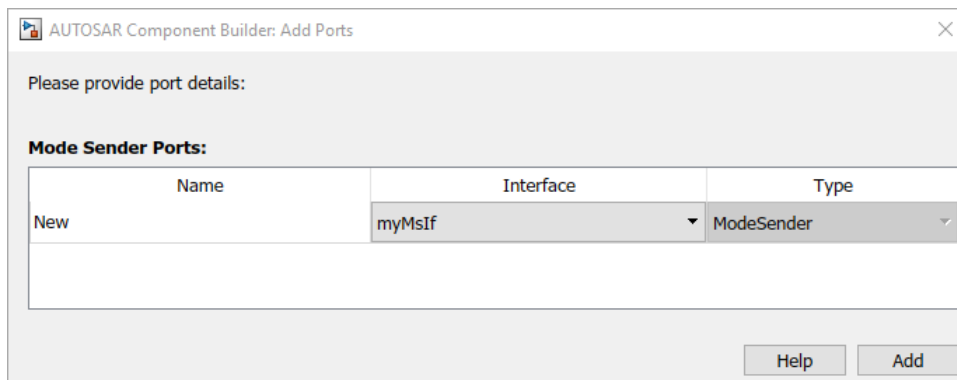 AUTOSAR Component Builder: Add Ports
Please provide port details:
Mode Sender Ports:
Name Interface Type
New myMsIf ModeSender
Help Add